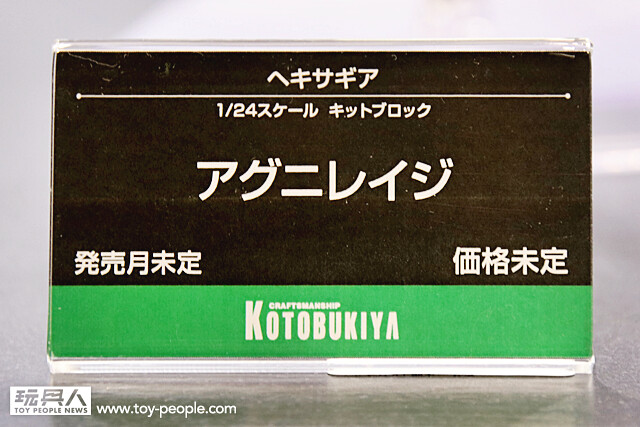 ヘキサギア
1/24スケール キットブロック
アグニレイジ
発売月未定 価格未定
CRAFTSMANSHIP
KOTOBUKIYA
玩具人
TOY PEOPLE NEWS www.toy-people.com